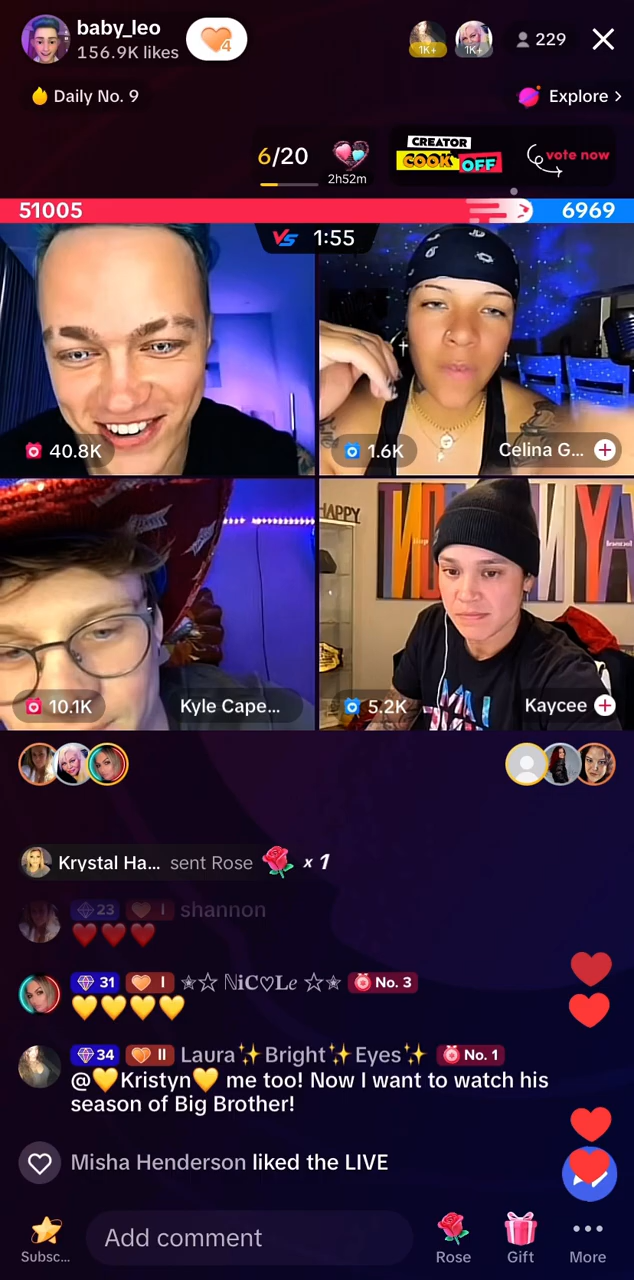 baby_leo
156.9K likes
4
1K+
1K+
229
Daily No. 9
Explore >
6/20
2h52m
CREATOR
COOK OFF
vote now
51005
6969
VS 1:55
40.8K
1.6K
Celina G...
HAPPY
10.1K
Kyle Cape...
5.2K
Kaycee
Krystal Ha... sent Rose x 1
23 I shannon
❤️❤️❤️
31 I ✭☆ ℕ𝕚C♡𝐋𝑒 ☆✭ No. 3
💛💛💛💛
34 II Laura✨Bright✨Eyes✨ No. 1
@💛Kristyn💛 me too! Now I want to watch his
season of Big Brother!
Misha Henderson liked the LIVE
Subsc...
Add comment
Rose
Gift
More